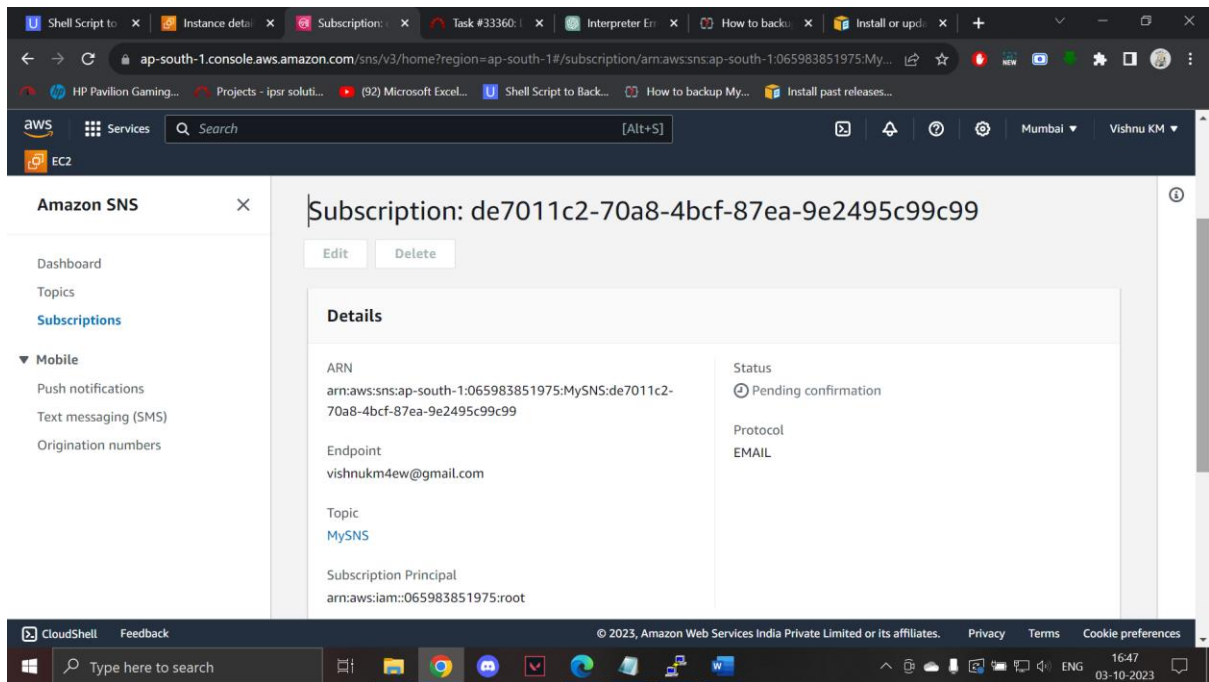 Shell Script to
Instance detai
Subscription:
Task #33360:
Interpreter Err
How to backu
Install or upda
ap-south-1.console.aws.amazon.com/sns/v3/home?region=ap-south-1#/subscription/arn:aws:sns:ap-south-1:065983851975:My...
NEW
HP Pavilion Gaming...
Projects - ipsr soluti...
(92) Microsoft Excel...
Shell Script to Back...
How to backup My...
Install past releases...
aws
Services
Search
[Alt+S]
Mumbai
Vishnu KM
EC2
Amazon SNS
Dashboard
Topics
Subscriptions
Mobile
Push notifications
Text messaging (SMS)
Origination numbers
Subscription: de7011c2-70a8-4bcf-87ea-9e2495c99c99
Edit
Delete
Details
ARN
arn:aws:sns:ap-south-1:065983851975:MySNS:de7011c2-
70a8-4bcf-87ea-9e2495c99c99
Endpoint
vishnukm4ew@gmail.com
Topic
MySNS
Subscription Principal
arn:aws:iam::065983851975:root
Status
Pending confirmation
Protocol
EMAIL
CloudShell
Feedback
© 2023, Amazon Web Services India Private Limited or its affiliates.
Privacy
Terms
Cookie preferences
Type here to search
ENG
16:47
03-10-2023